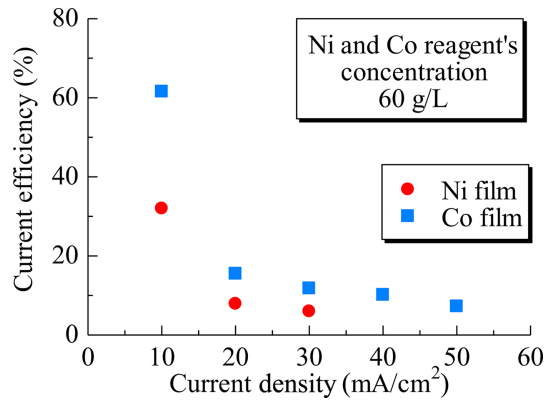 80
60
40
20
0
Current efficiency (%)
Ni and Co reagent's
concentration
60 g/L
Ni film
Co film
0 10 20 30 40 50 60
Current density (mA/cm²)